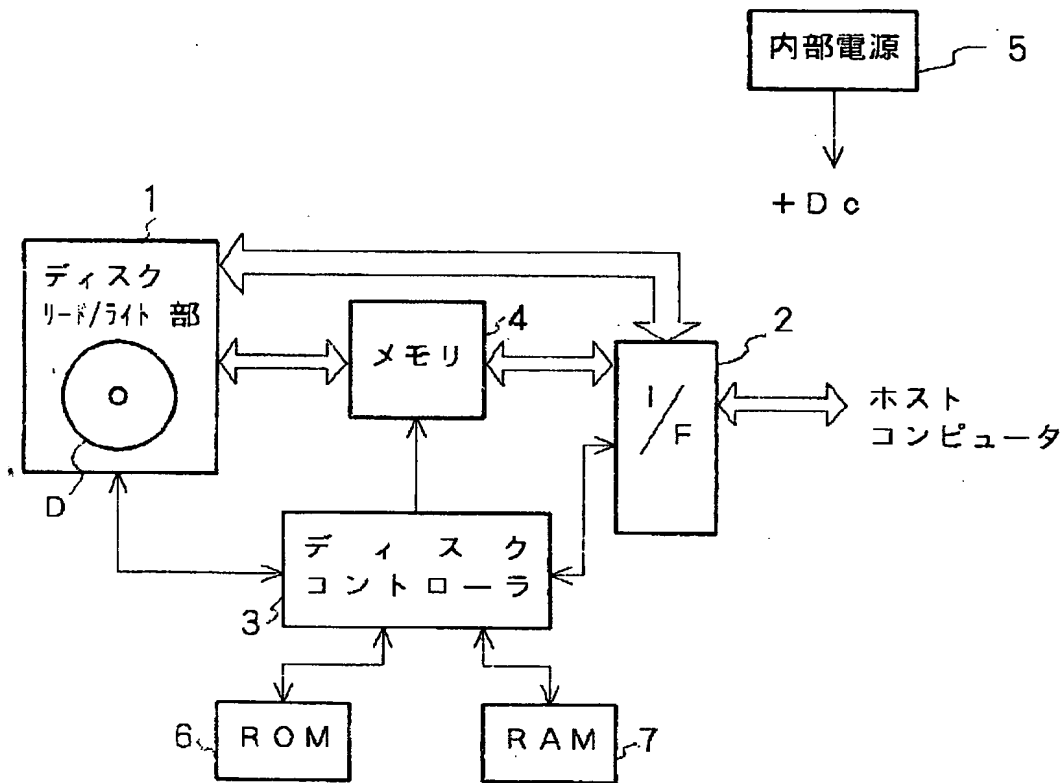 内部電源
5
+Dc
1
ディスク
リード/ライト 部
4
メモリ
2
I/F
ホスト
コンピュータ
D
ディスク
コントローラ
3
6
ROM
RAM
7